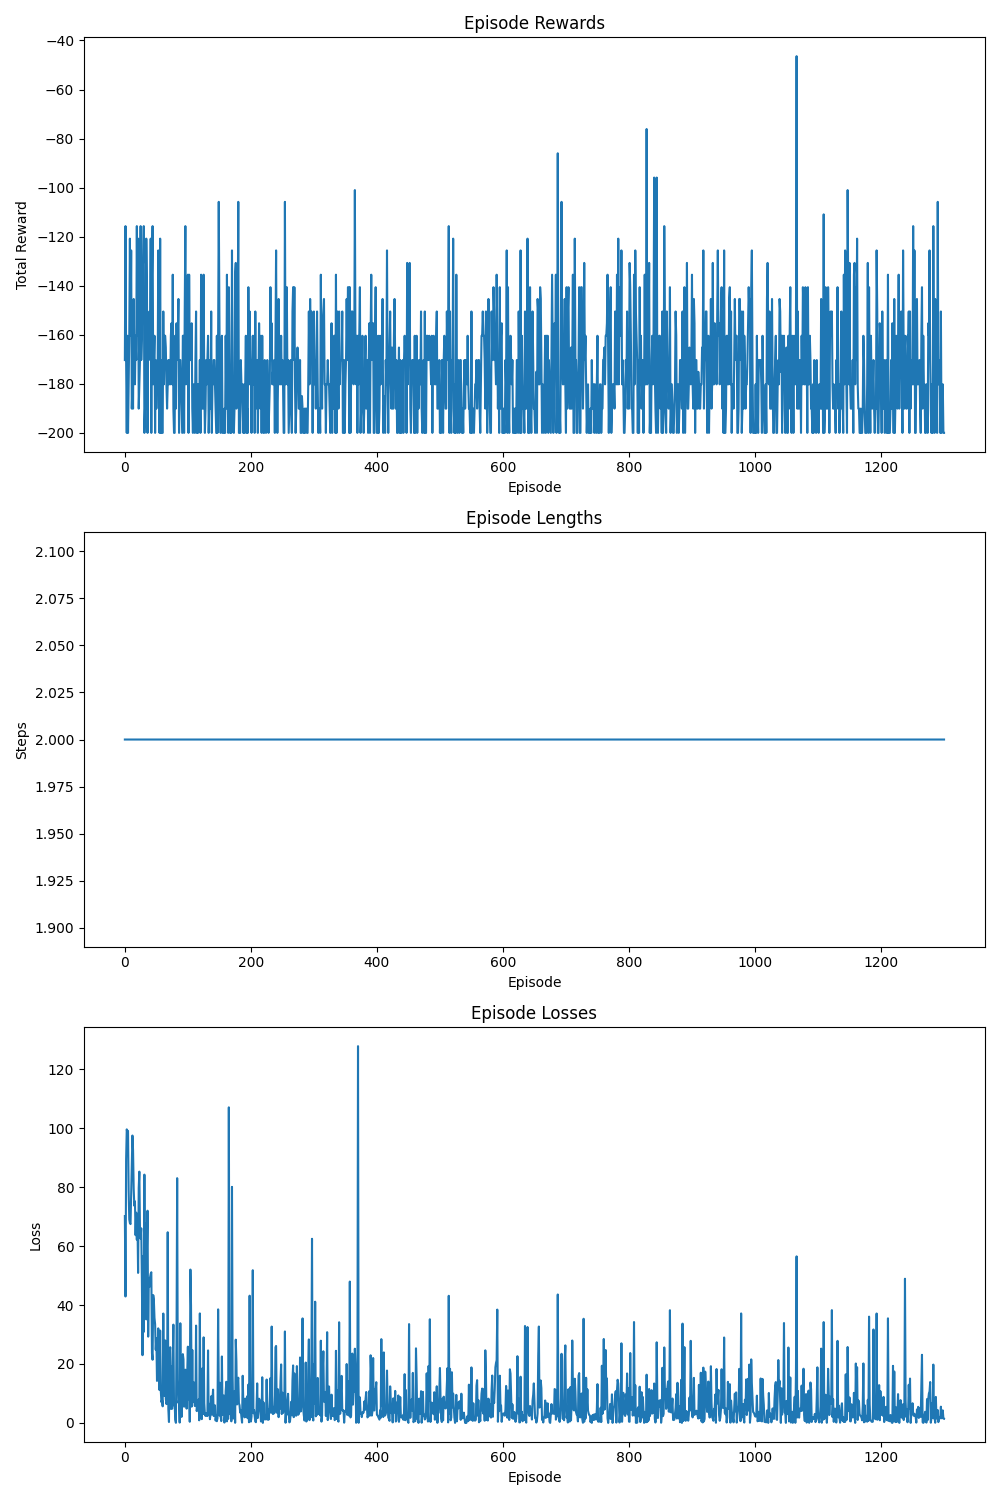 Episode Rewards
−40
−60
−80
−100
−120
−140
−160
−180
−200
Total Reward
0 200 400 600 800 1000 1200
Episode
Episode Lengths
2.100
2.075
2.050
2.025
2.000
1.975
1.950
1.925
1.900
Steps
0 200 400 600 800 1000 1200
Episode
Episode Losses
120
100
80
60
40
20
0
Loss
0 200 400 600 800 1000 1200
Episode